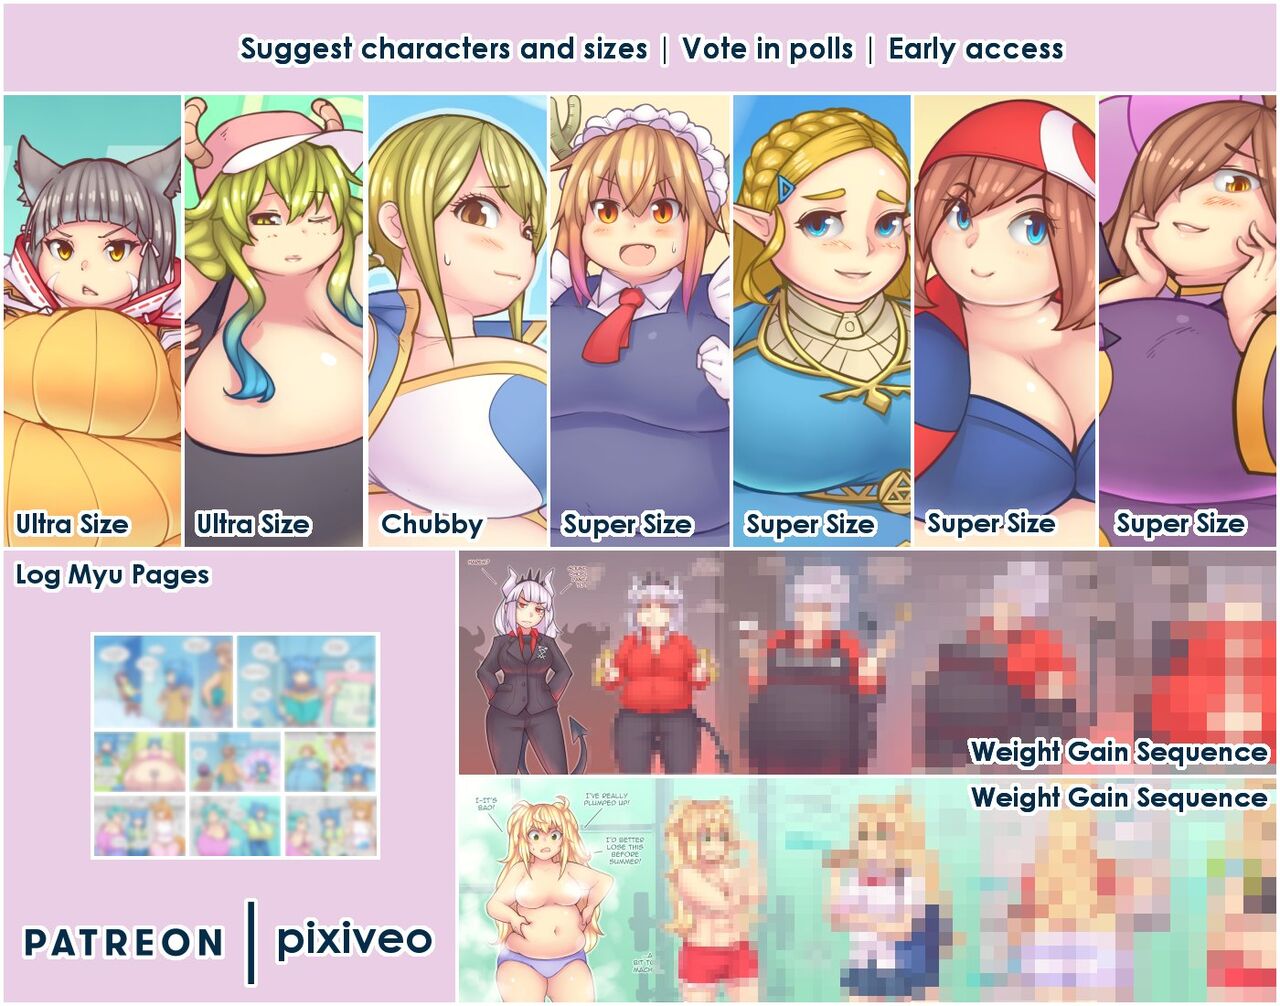 Suggest characters and sizes | Vote in polls | Early access
Ultra Size
Ultra Size
Chubby
Super Size
Super Size
Super Size
Super Size
Log Myu Pages
Weight Gain Sequence
Weight Gain Sequence
I-IT'S
BAD?
I'VE REALLY
PLUMPED UP!
I'D BETTER
LOSE THIS
BEFORE
SUMMER!
PATREON | pixiveo